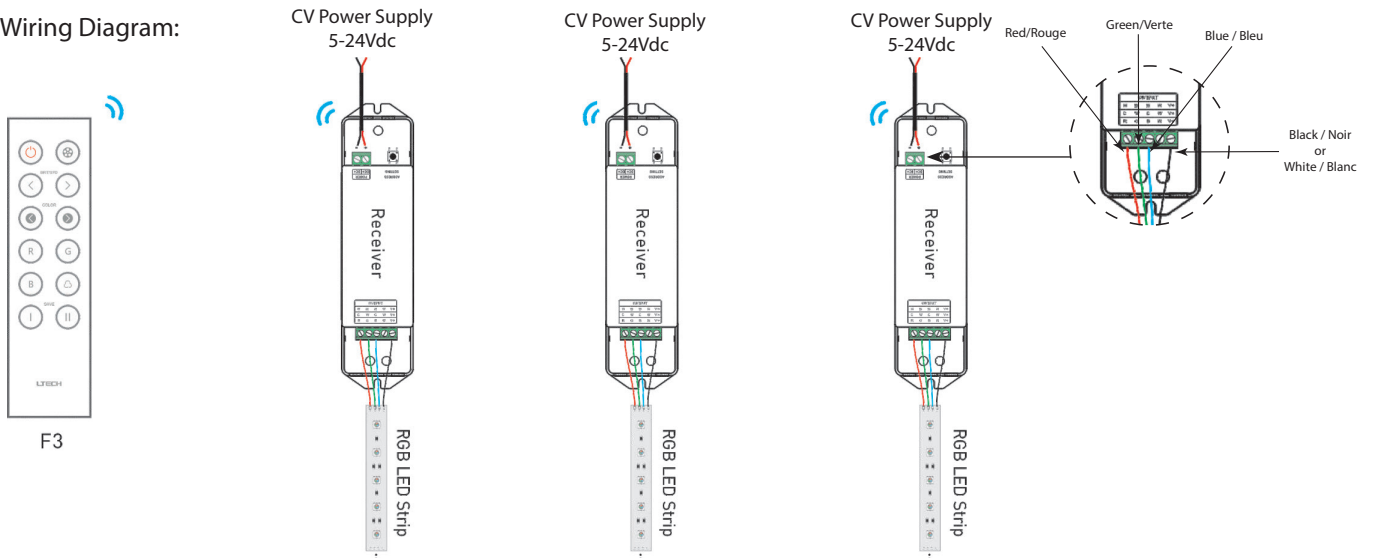 Wiring Diagram:
CV Power Supply
5-24Vdc
CV Power Supply
5-24Vdc
CV Power Supply
5-24Vdc
Red/Rouge
Green/Verte
Blue / Bleu
Black / Noir
or
White / Blanc
COLOR
R
G
B
I
II
LTECH
F3
Receiver
RGB LED Strip
Receiver
RGB LED Strip
Receiver
RGB LED Strip